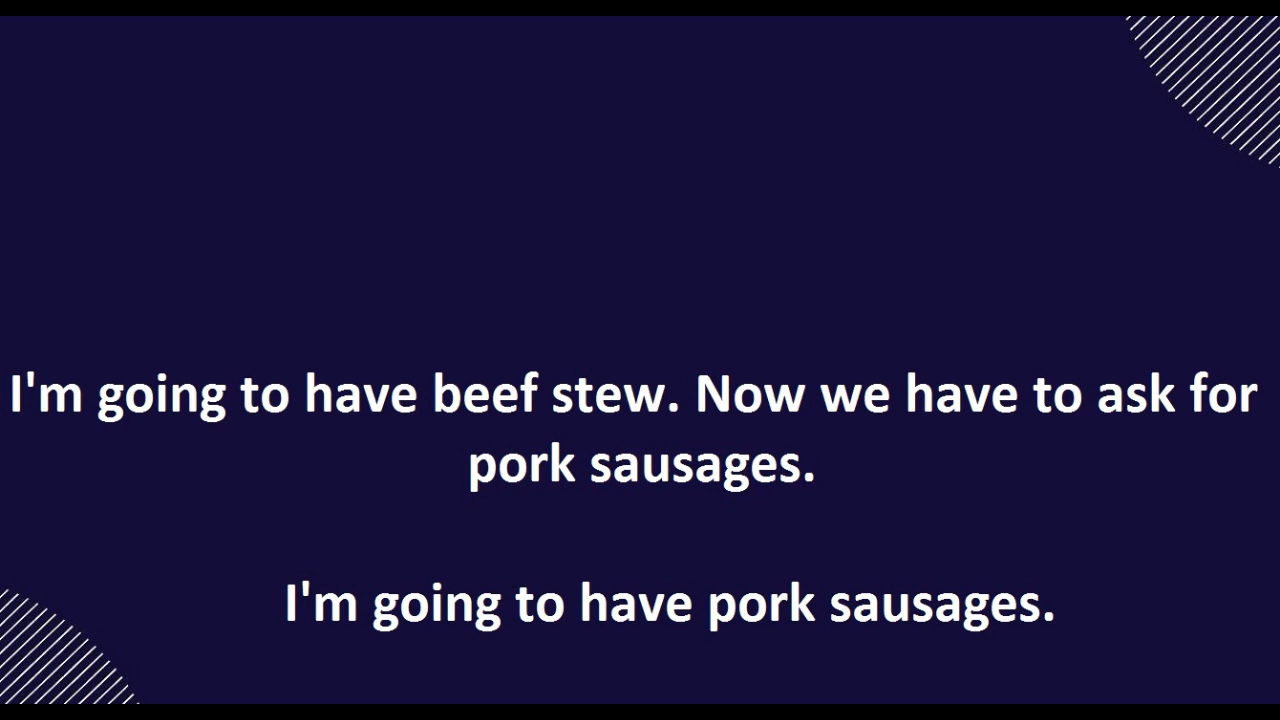 I'm going to have beef stew. Now we have to ask for
pork sausages.
I'm going to have pork sausages.